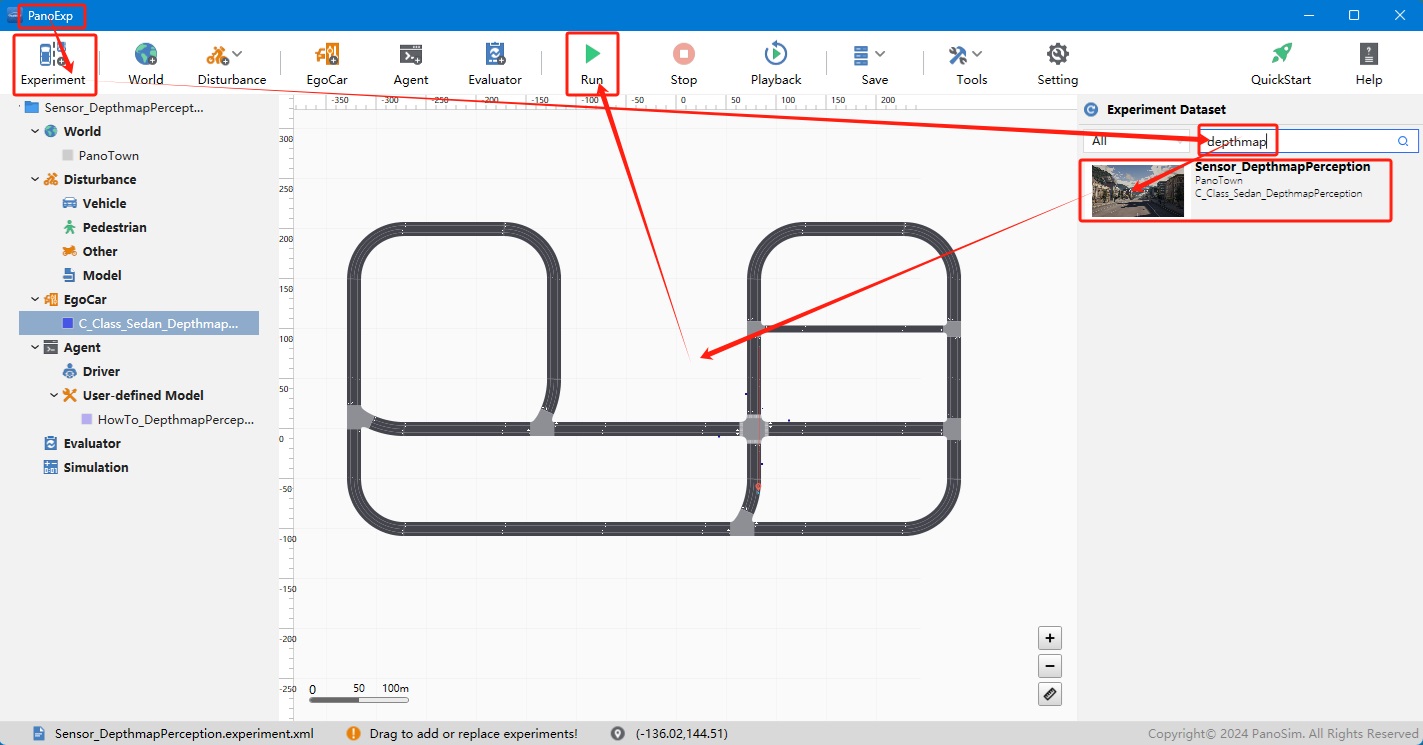 PanoExp
Experiment
World
Disturbance
EgoCar
Agent
Evaluator
Run
Stop
Playback
Save
Tools
Setting
QuickStart
Help
Sensor_DepthmapPercept...
World
PanoTown
Disturbance
Vehicle
Pedestrian
Other
Model
EgoCar
C_Class_Sedan_Depthmap...
Agent
Driver
User-defined Model
HowTo_DepthmapPercep...
Evaluator
Simulation
-350 -300 -250 -200 -150 -100 -50 0 50 100 150 200
300
250
200
150
100
50
0
-50
-100
-150
-200
-250
0 50 100m
+
−
Experiment Dataset
All
depthmap
Sensor_DepthmapPerception
PanoTown
C_Class_Sedan_DepthmapPerception
Sensor_DepthmapPerception.experiment.xml
Drag to add or replace experiments!
(-136.02,144.51)
Copyright© 2024 PanoSim. All Rights Reserved